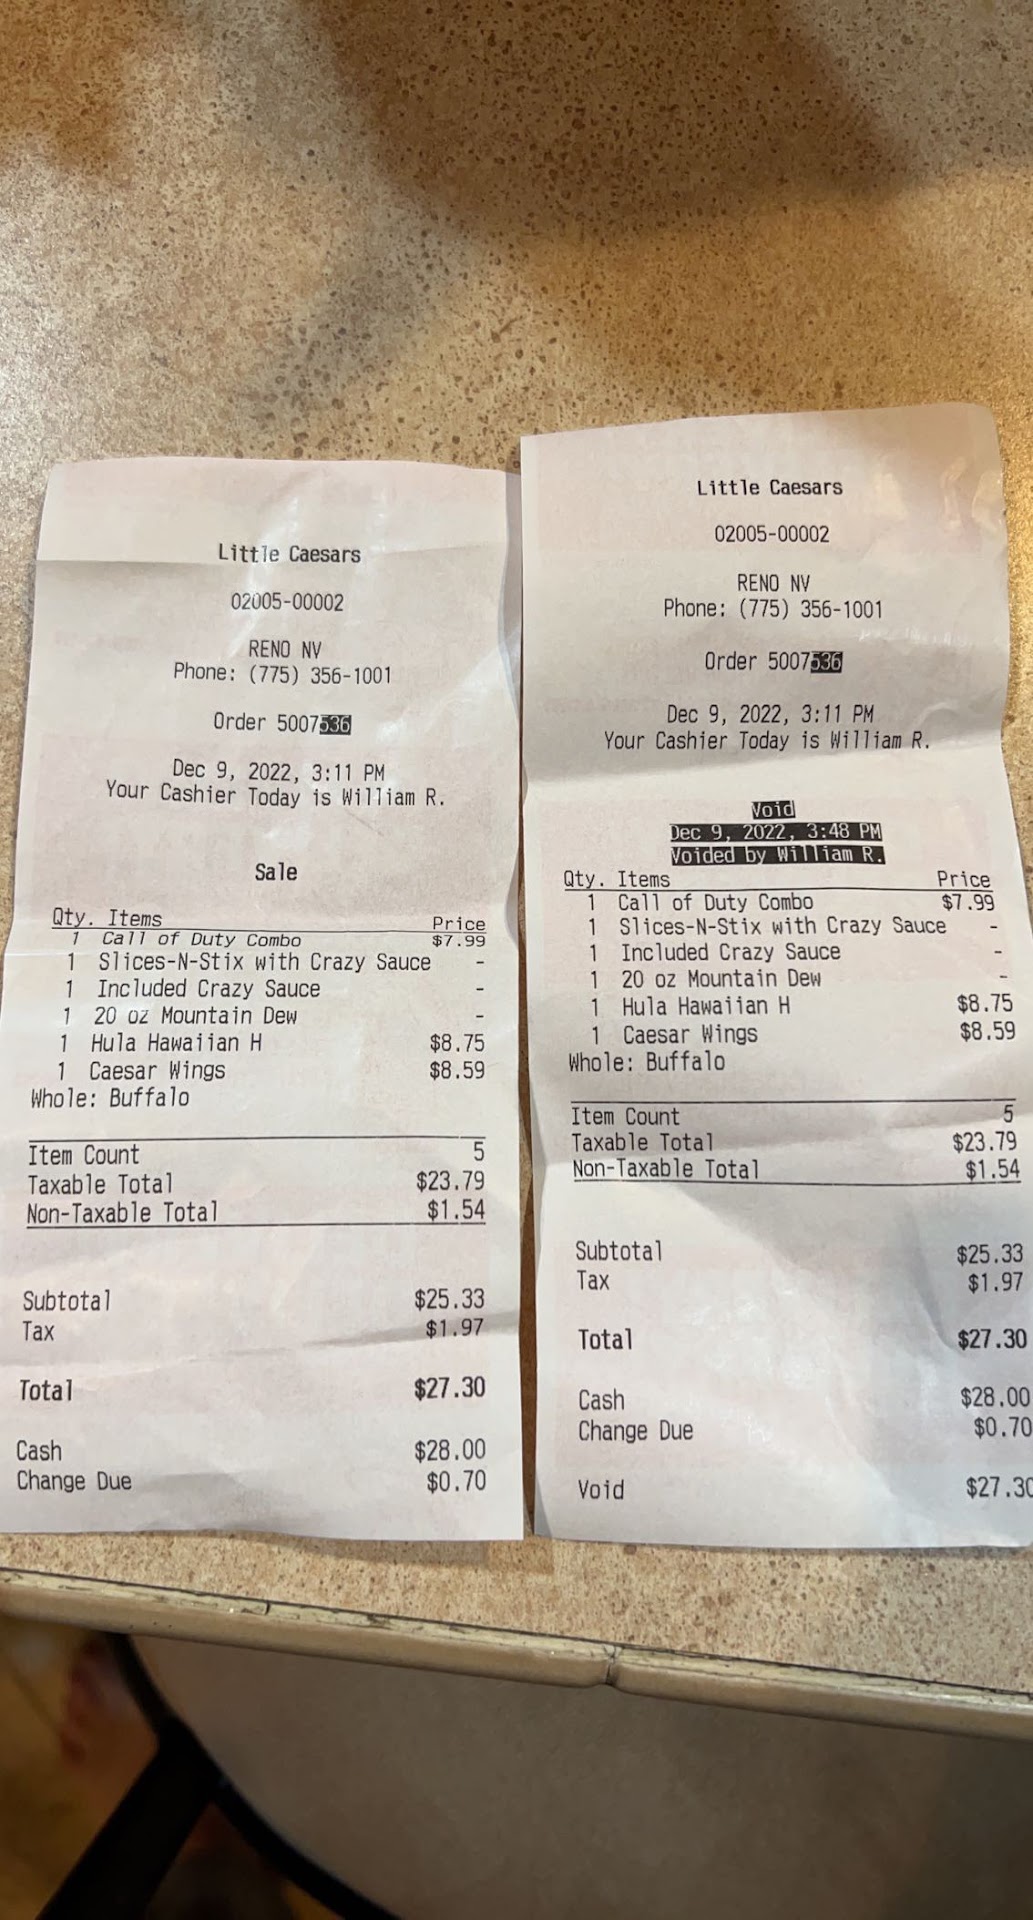 Little Caesars
02005-00002
RENO NV
Phone: (775) 356-1001
Order 5007536
Dec 9, 2022, 3:11 PM
Your Cashier Today is William R.
Sale
Qty. Items Price
1 Call of Duty Combo $7.99
1 Slices-N-Stix with Crazy Sauce -
1 Included Crazy Sauce -
1 20 oz Mountain Dew -
1 Hula Hawaiian H $8.75
1 Caesar Wings $8.59
Whole: Buffalo
Item Count 5
Taxable Total $23.79
Non-Taxable Total $1.54
Subtotal $25.33
Tax $1.97
Total $27.30
Cash $28.00
Change Due $0.70
Little Caesars
02005-00002
RENO NV
Phone: (775) 356-1001
Order 5007536
Dec 9, 2022, 3:11 PM
Your Cashier Today is William R.
Void
Dec 9, 2022, 3:48 PM
Voided by William R.
Qty. Items Price
1 Call of Duty Combo $7.99
1 Slices-N-Stix with Crazy Sauce -
1 Included Crazy Sauce -
1 20 oz Mountain Dew -
1 Hula Hawaiian H $8.75
1 Caesar Wings $8.59
Whole: Buffalo
Item Count 5
Taxable Total $23.79
Non-Taxable Total $1.54
Subtotal $25.33
Tax $1.97
Total $27.30
Cash $28.00
Change Due $0.70
Void $27.30